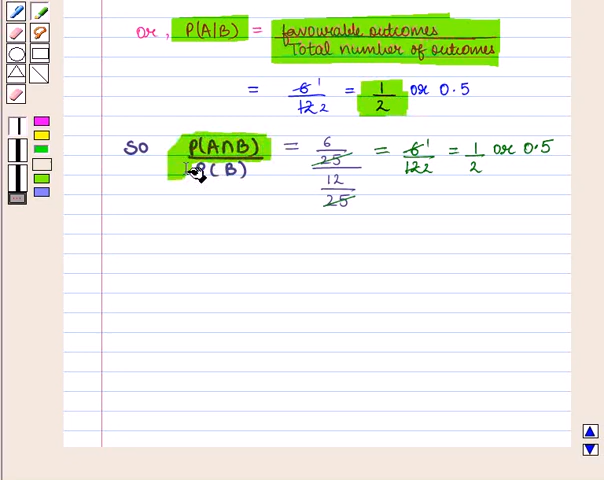 or, P(A|B) = favourable outcomes / Total number of outcomes
= 6 1 / 12 2 = 1/2 or 0.5
So P(A∩B) / P(B) = 6/25 / 12/25 = 6 1 / 12 2 = 1/2 or 0.5